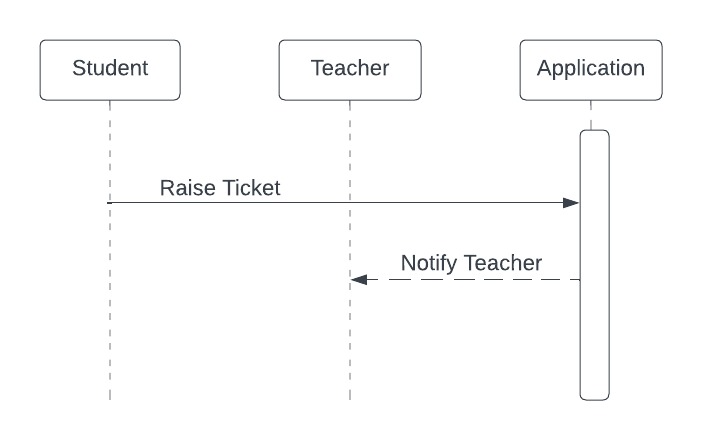 Student
Teacher
Application
Raise Ticket
Notify Teacher